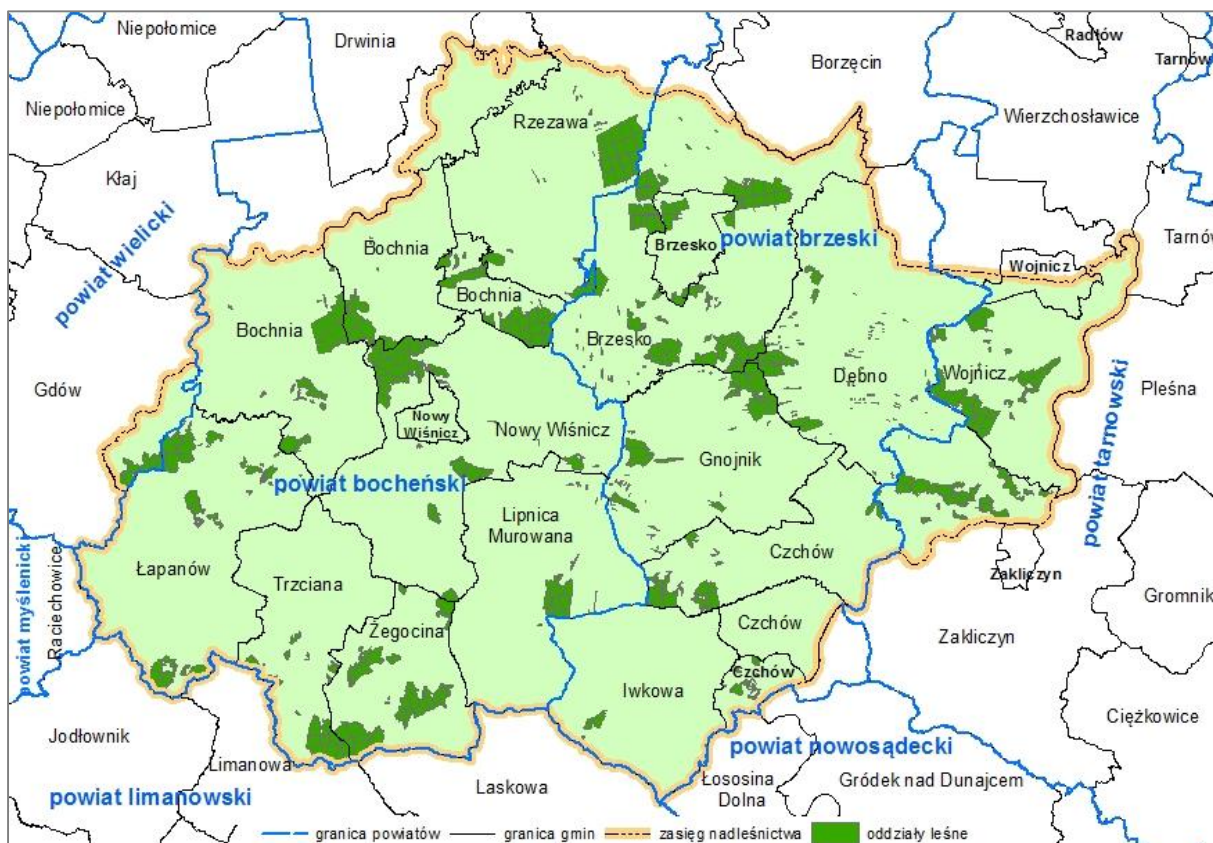 Niepołomice
Drwinia
Radłów
Tarnów
Borzęcin
Niepołomice
Rzezawa
Wierzchosławice
Kłaj
powiat wielicki
Bochnia
Brzesko
powiat brzeski
Tarnów
Wojnicz
Bochnia
Bochnia
Brzesko
Dębno
Wojnicz
Gdów
Pleśna
Nowy
Wiśnicz
Nowy Wiśnicz
Gnojnik
powiat tarnowski
powiat bocheński
Lipnica
Murowana
Łapanów
Trzciana
Czchów
Zakliczyn
Gromnik
powiat myślenicki
Raciechowice
Żegocina
Czchów
Zakliczyn
Czchów
Iwkowa
Ciężkowice
Jodłownik
Limanowa
powiat nowosądecki
Laskowa
Łososina
Dolna
Gródek nad Dunajcem
powiat limanowski
granica powiatów
granica gmin
zasięg nadleśnictwa
oddziały leśne